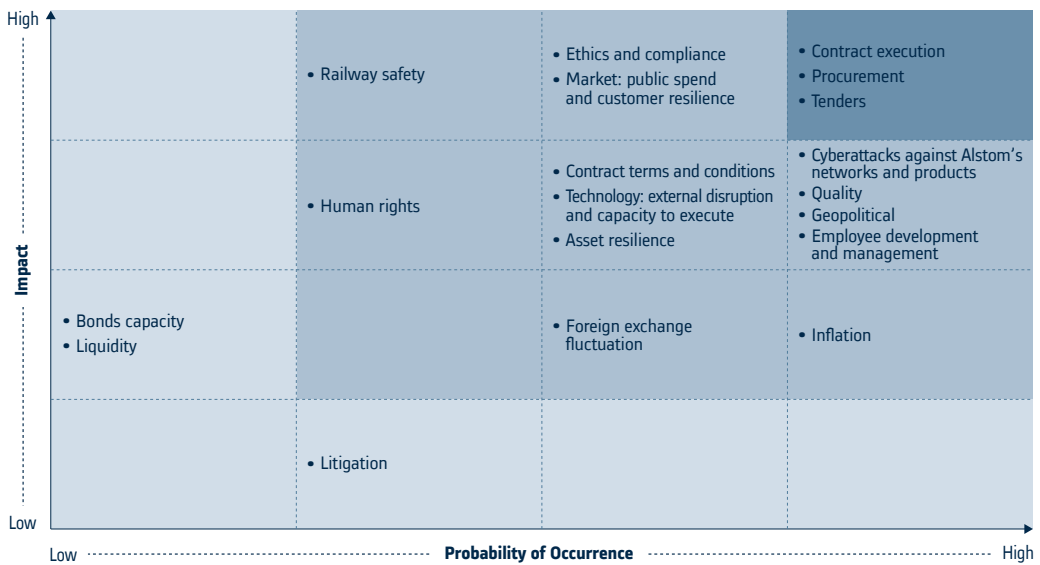 High
Impact
Low
• Railway safety
• Ethics and compliance
• Market: public spend
and customer resilience
• Contract execution
• Procurement
• Tenders
• Human rights
• Contract terms and conditions
• Technology: external disruption
and capacity to execute
• Asset resilience
• Cyberattacks against Alstom's
networks and products
• Quality
• Geopolitical
• Employee development
and management
• Bonds capacity
• Liquidity
• Foreign exchange
fluctuation
• Inflation
• Litigation
Low
Probability of Occurrence
High